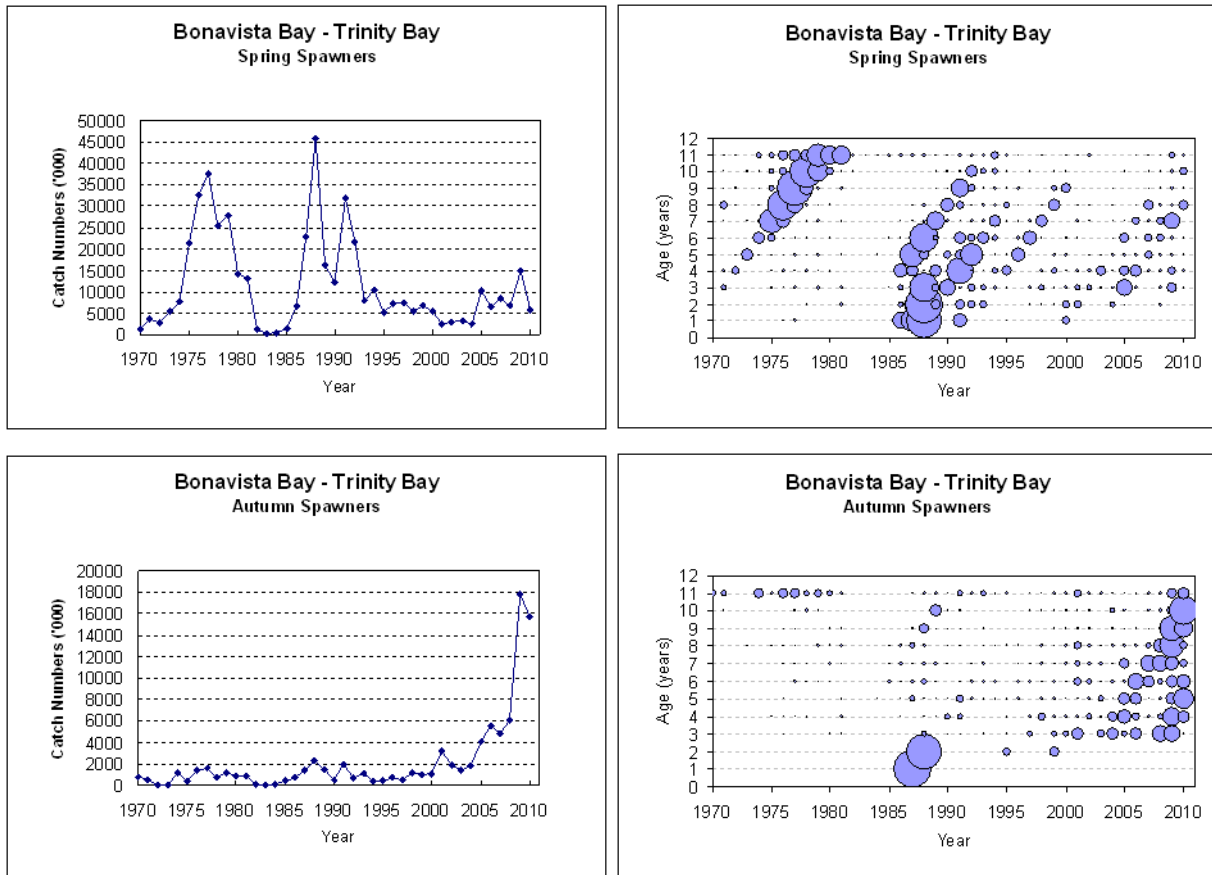 Bonavista Bay - Trinity Bay
Spring Spawners
Catch Numbers ('000)
50000
45000
40000
35000
30000
25000
20000
15000
10000
5000
0
1970 1975 1980 1985 1990 1995 2000 2005 2010
Year
Bonavista Bay - Trinity Bay
Spring Spawners
Age (years)
12
11
10
9
8
7
6
5
4
3
2
1
0
1970 1975 1980 1985 1990 1995 2000 2005 2010
Year
Bonavista Bay - Trinity Bay
Autumn Spawners
Catch Numbers ('000)
20000
18000
16000
14000
12000
10000
8000
6000
4000
2000
0
1970 1975 1980 1985 1990 1995 2000 2005 2010
Year
Bonavista Bay - Trinity Bay
Autumn Spawners
Age (years)
12
11
10
9
8
7
6
5
4
3
2
1
0
1970 1975 1980 1985 1990 1995 2000 2005 2010
Year